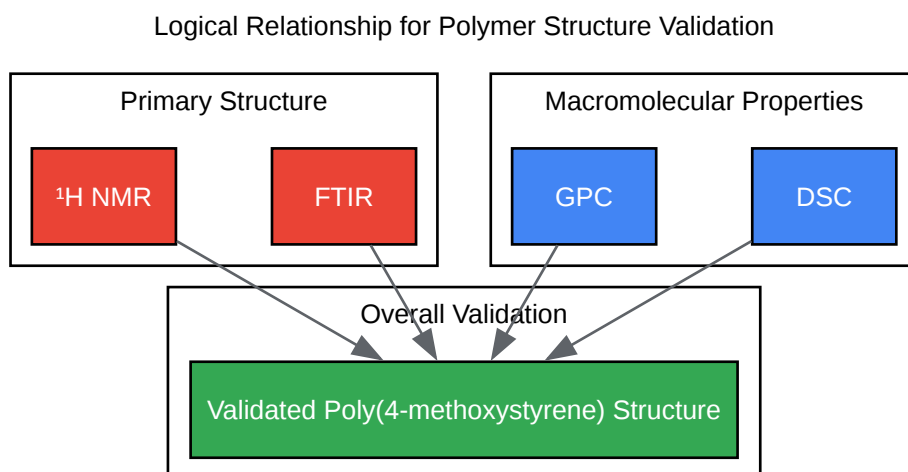 Logical Relationship for Polymer Structure Validation
Primary Structure
Macromolecular Properties
¹H NMR
FTIR
GPC
DSC
Overall Validation
Validated Poly(4-methoxystyrene) Structure